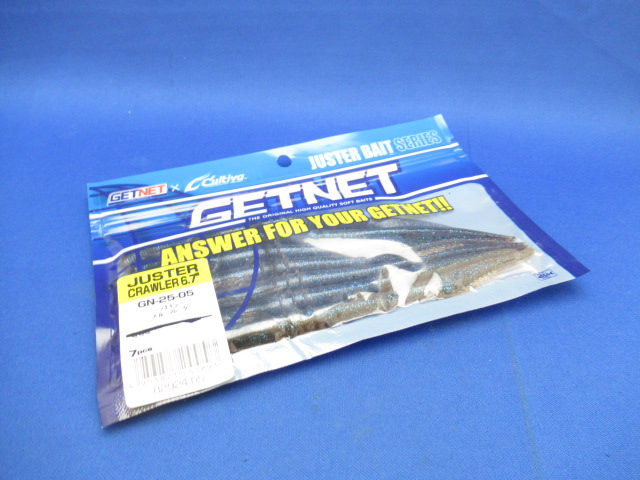 JUSTER BAIT SERIES
GETNET × Cultiva
GETNET
THE ORIGINAL HIGH QUALITY SOFT BAITS
ANSWER FOR YOUR GETNET!!
JUSTER
CRAWLER 6.7"
GN-25-05
7pcs